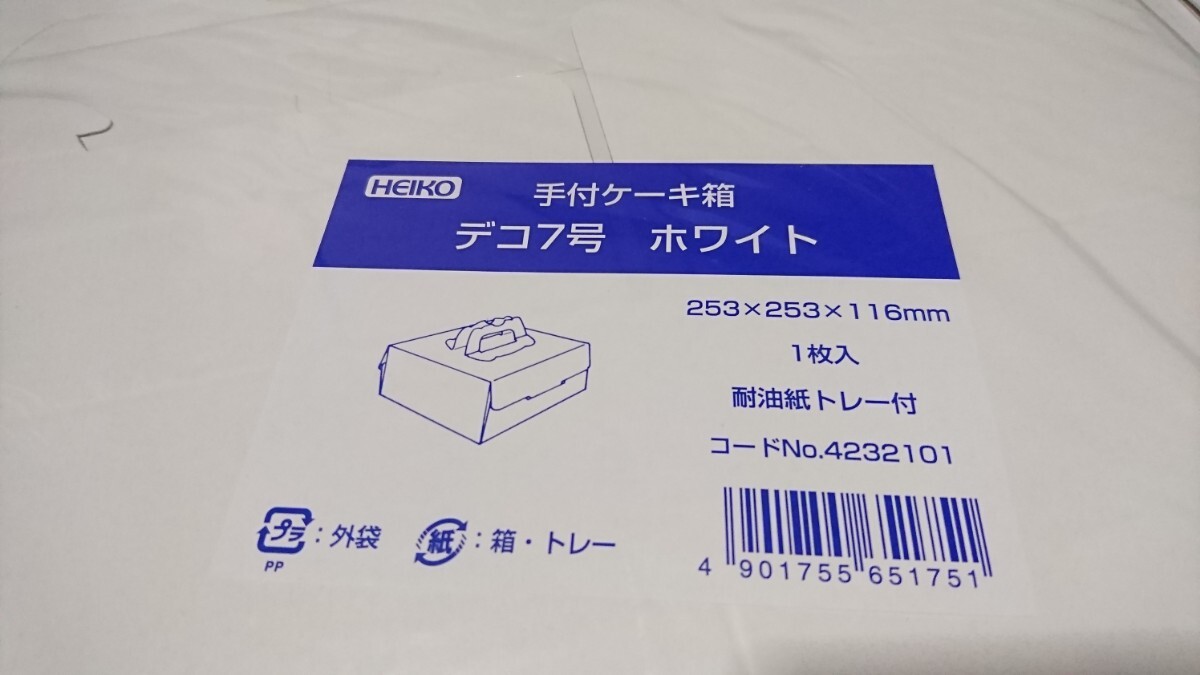 HEIKO
手付ケーキ箱
デコ7号 ホワイト
253×253×116mm
1枚入
耐油紙トレー付
コードNo.4232101
プラ:外袋
PP
紙:箱・トレー
4 901755 651751